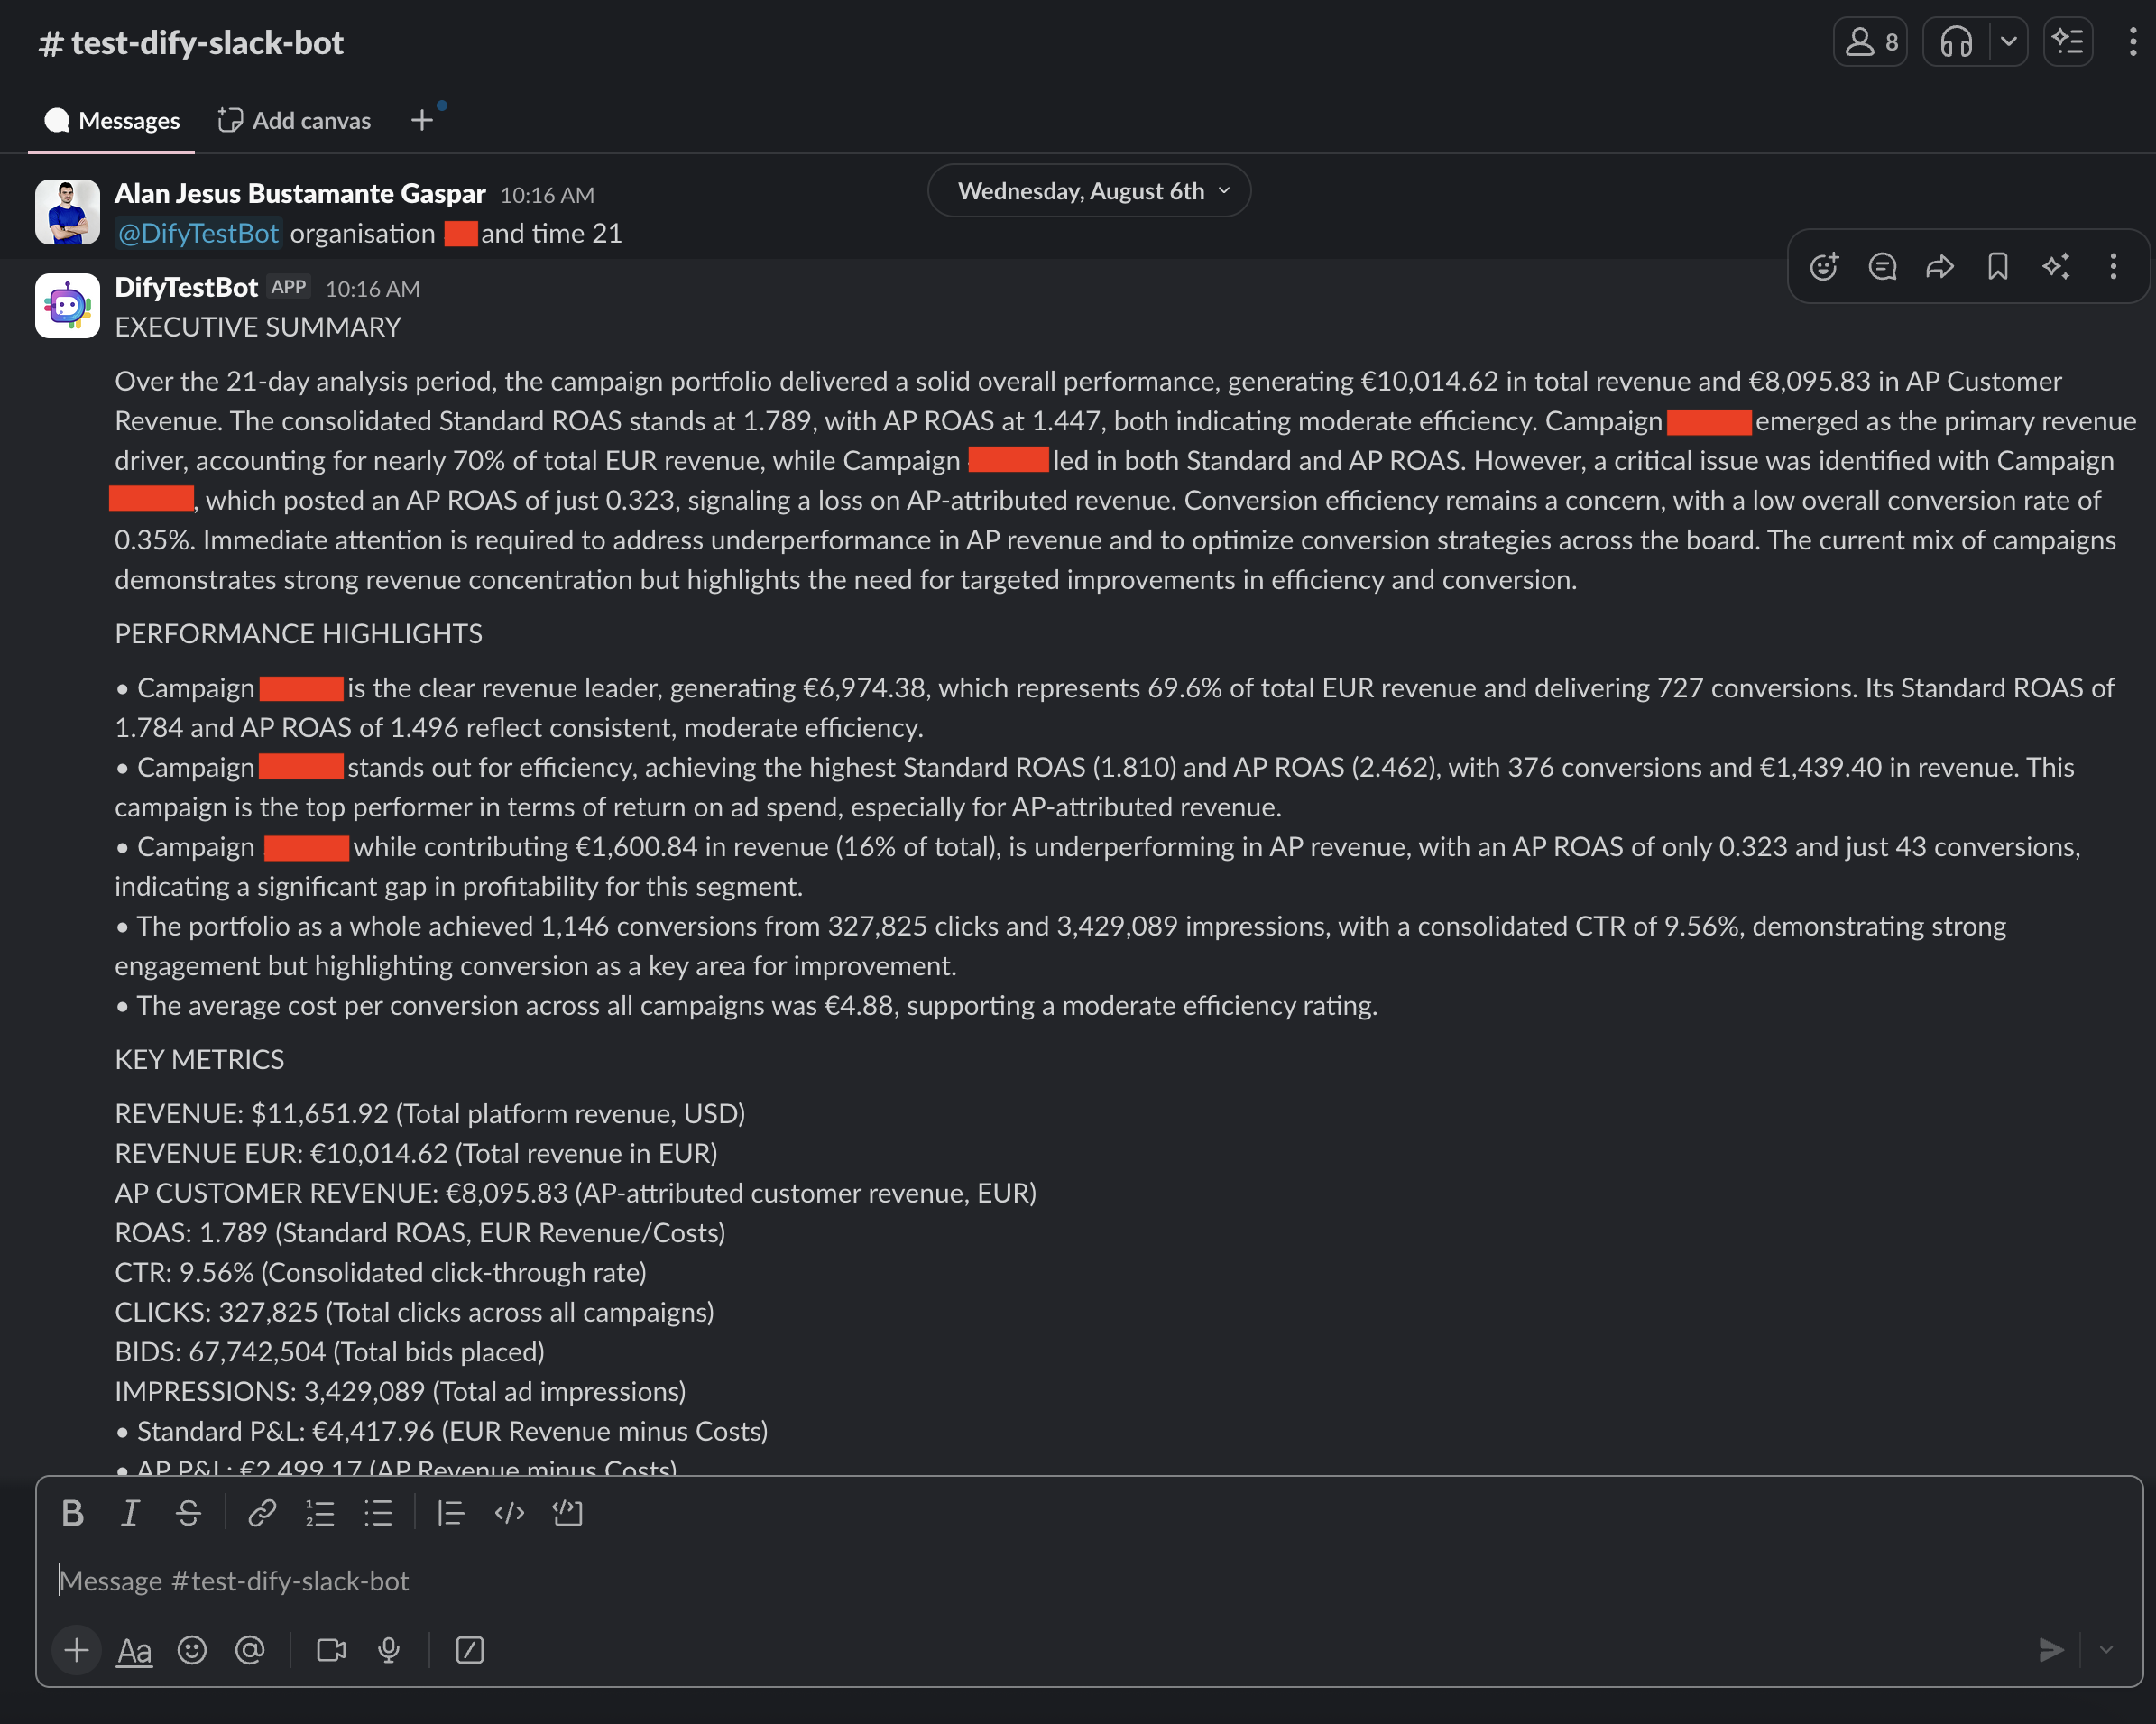 # test-dify-slack-bot
8
Messages
Add canvas
Wednesday, August 6th
Alan Jesus Bustamante Gaspar 10:16 AM
@DifyTestBot organisation and time 21
DifyTestBot APP 10:16 AM
EXECUTIVE SUMMARY
Over the 21-day analysis period, the campaign portfolio delivered a solid overall performance, generating €10,014.62 in total revenue and €8,095.83 in AP Customer
Revenue. The consolidated Standard ROAS stands at 1.789, with AP ROAS at 1.447, both indicating moderate efficiency. Campaign emerged as the primary revenue
driver, accounting for nearly 70% of total EUR revenue, while Campaign led in both Standard and AP ROAS. However, a critical issue was identified with Campaign
, which posted an AP ROAS of just 0.323, signaling a loss on AP-attributed revenue. Conversion efficiency remains a concern, with a low overall conversion rate of
0.35%. Immediate attention is required to address underperformance in AP revenue and to optimize conversion strategies across the board. The current mix of campaigns
demonstrates strong revenue concentration but highlights the need for targeted improvements in efficiency and conversion.
PERFORMANCE HIGHLIGHTS
• Campaign is the clear revenue leader, generating €6,974.38, which represents 69.6% of total EUR revenue and delivering 727 conversions. Its Standard ROAS of
1.784 and AP ROAS of 1.496 reflect consistent, moderate efficiency.
• Campaign stands out for efficiency, achieving the highest Standard ROAS (1.810) and AP ROAS (2.462), with 376 conversions and €1,439.40 in revenue. This
campaign is the top performer in terms of return on ad spend, especially for AP-attributed revenue.
• Campaign while contributing €1,600.84 in revenue (16% of total), is underperforming in AP revenue, with an AP ROAS of only 0.323 and just 43 conversions,
indicating a significant gap in profitability for this segment.
• The portfolio as a whole achieved 1,146 conversions from 327,825 clicks and 3,429,089 impressions, with a consolidated CTR of 9.56%, demonstrating strong
engagement but highlighting conversion as a key area for improvement.
• The average cost per conversion across all campaigns was €4.88, supporting a moderate efficiency rating.
KEY METRICS
REVENUE: $11,651.92 (Total platform revenue, USD)
REVENUE EUR: €10,014.62 (Total revenue in EUR)
AP CUSTOMER REVENUE: €8,095.83 (AP-attributed customer revenue, EUR)
ROAS: 1.789 (Standard ROAS, EUR Revenue/Costs)
CTR: 9.56% (Consolidated click-through rate)
CLICKS: 327,825 (Total clicks across all campaigns)
BIDS: 67,742,504 (Total bids placed)
IMPRESSIONS: 3,429,089 (Total ad impressions)
• Standard P&L: €4,417.96 (EUR Revenue minus Costs)
• AP P&L: €2,499.17 (AP Revenue minus Costs)
Message #test-dify-slack-bot
Aa